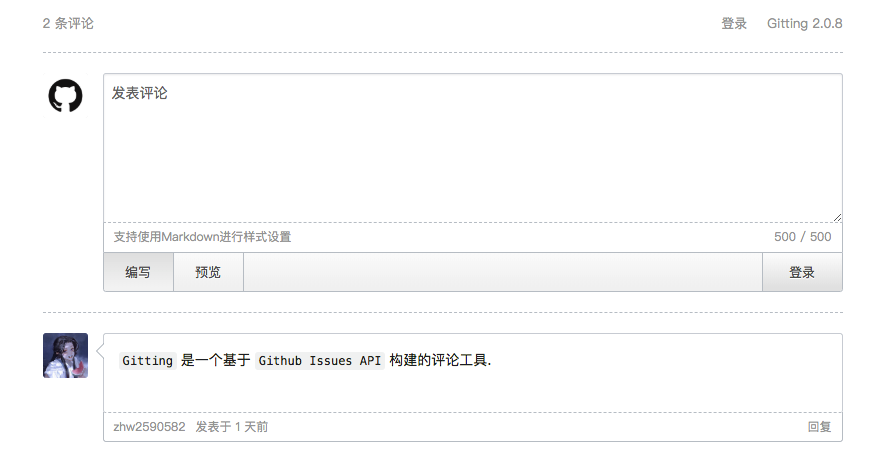 2 条评论 登录 Gitting 2.0.8
发表评论
支持使用Markdown进行样式设置 500 / 500
编写 预览 登录
Gitting 是一个基于 Github Issues API 构建的评论工具.
zhw2590582 发表于 1 天前 回复